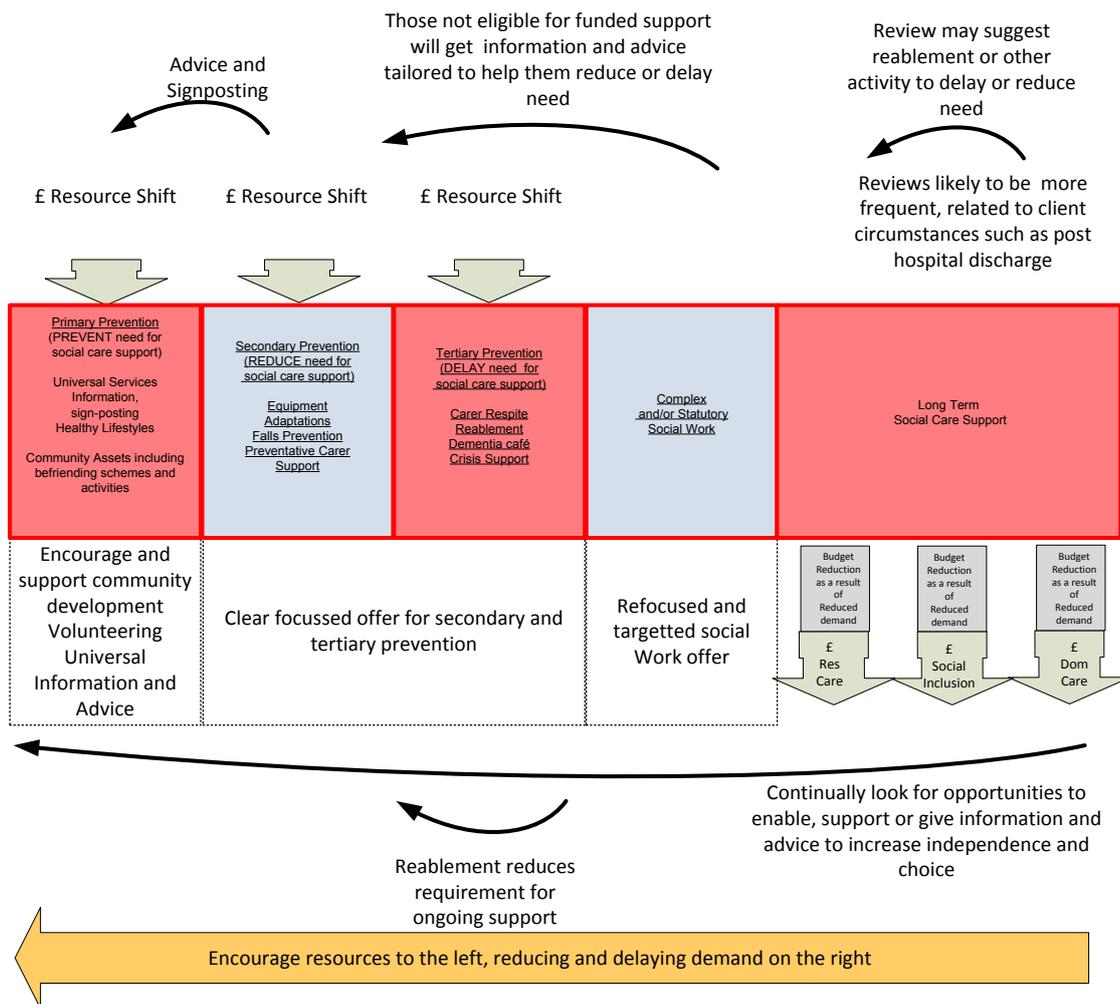 Those not eligible for funded support
will get information and advice
tailored to help them reduce or delay
need
Review may suggest
reablement or other
activity to delay or reduce
need
Advice and
Signposting
£ Resource Shift
£ Resource Shift
£ Resource Shift
Reviews likely to be more
frequent, related to client
circumstances such as post
hospital discharge
Primary Prevention
(PREVENT need for
social care support)
Universal Services
Information,
sign-posting
Healthy Lifestyles
Community Assets including
befriending schemes and
activities
Secondary Prevention
(REDUCE need for
social care support)
Equipment
Adaptations
Falls Prevention
Preventative Carer
Support
Tertiary Prevention
(DELAY need for
social care support)
Carer Respite
Reablement
Dementia café
Crisis Support
Complex
and/or Statutory
Social Work
Long Term
Social Care Support
Encourage and
support community
development
Volunteering
Universal
Information and
Advice
Clear focussed offer for secondary and
tertiary prevention
Refocused and
targetted social
Work offer
Budget
Reduction
as a result
of
Reduced
demand
£
Res
Care
Budget
Reduction
as a result
of
Reduced
demand
£
Social
Inclusion
Budget
Reduction
as a result
of
Reduced
demand
£
Dom
Care
Continually look for opportunities to
enable, support or give information and
advice to increase independence and
choice
Reablement reduces
requirement for
ongoing support
Encourage resources to the left, reducing and delaying demand on the right